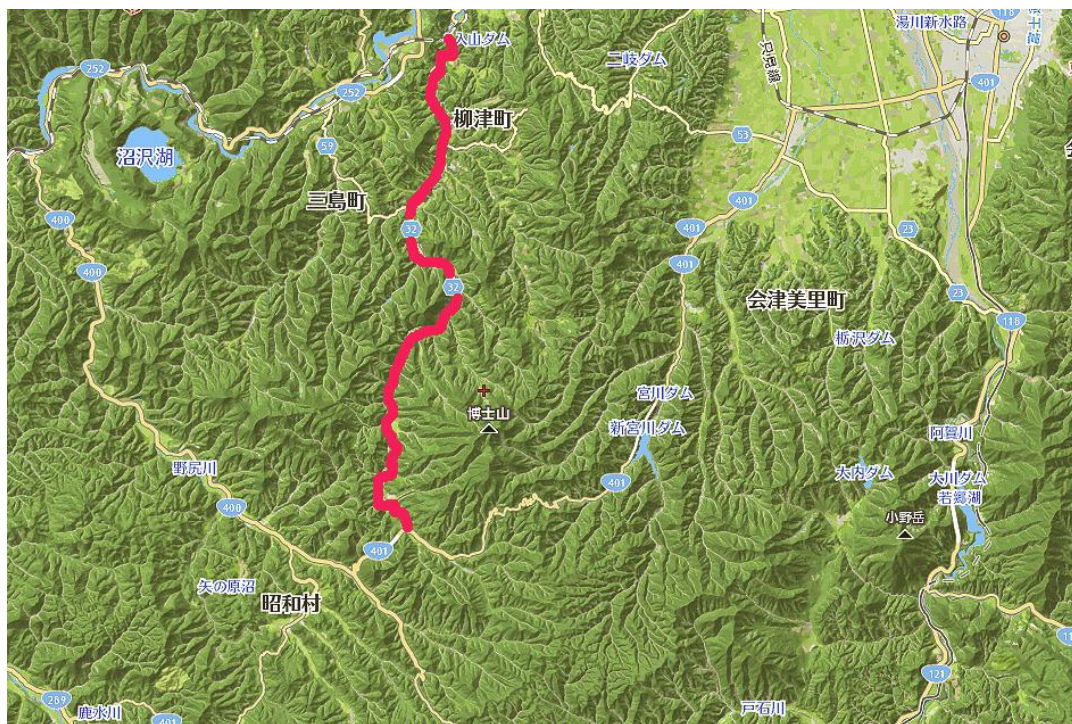 118
湯川新水路
入山ダム
二岐ダム
只見線
252
252
401
柳津町
53
59
沼沢湖
三島町
401
400
32
401
23
401
400
32
23
会津美里町
118
栃沢ダム
宮川ダム
博士山
新宮川ダム
阿賀川
野尻川
大内ダム
大川ダム
401
若郷湖
400
小野岳
401
矢の原沼
昭和村
121
289
鹿水川
戸石川
401